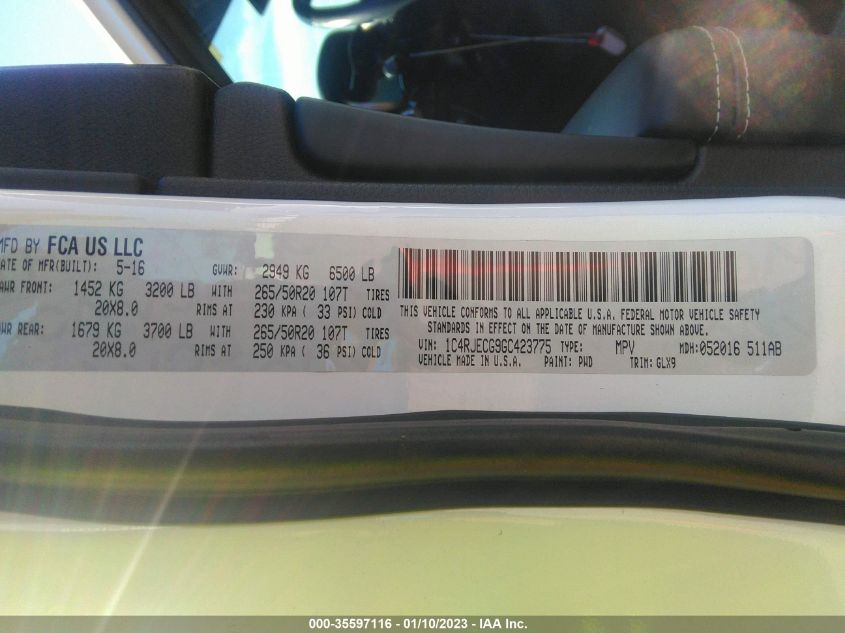 MFD BY FCA US LLC
DATE OF MFR(BUILT): 5-16 GVWR: 2949 KG 6500 LB
GAWR FRONT: 1452 KG 3200 LB WITH 265/50R20 107T TIRES
20X8.0 RIMS AT 230 KPA ( 33 PSI) COLD
GAWR REAR: 1679 KG 3700 LB WITH 265/50R20 107T TIRES
20X8.0 RIMS AT 250 KPA ( 36 PSI) COLD
THIS VEHICLE CONFORMS TO ALL APPLICABLE U.S.A. FEDERAL MOTOR VEHICLE SAFETY
STANDARDS IN EFFECT ON THE DATE OF MANUFACTURE SHOWN ABOVE.
VIN: 1C4RJECG9GC423775 TYPE: MPV MDH: 052016 511AB
VEHICLE MADE IN U.S.A. PAINT: PWD TRIM: GLX9
000-35597116 - 01/10/2023 - IAA Inc.